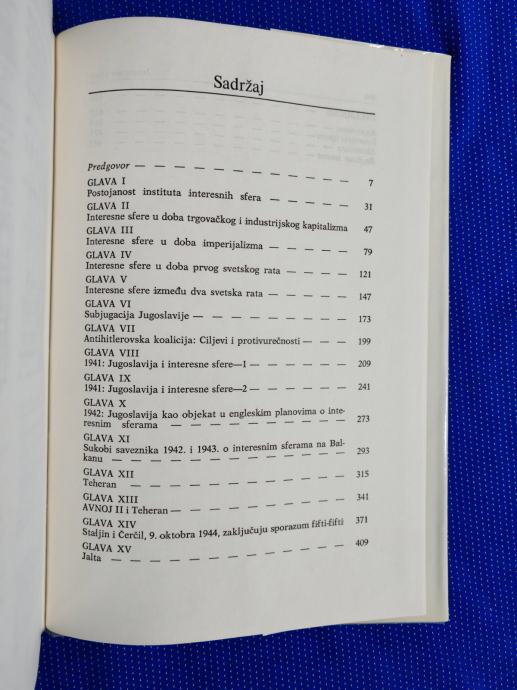 Sadržaj
Predgovor — — — — — — — — — — — 7
GLAVA I
Postojanost instituta interesnih sfera — — — — — 31
GLAVA II
Interesne sfere u doba trgovačkog i industrijskog kapitalizma 47
GLAVA III
Interesne sfere u doba imperijalizma — — — — — 79
GLAVA IV
Interesne sfere u doba prvog svetskog rata — — — — 121
GLAVA V
Interesne sfere između dva svetska rata — — — — — 147
GLAVA VI
Subjugacija Jugoslavije — — — — — — — — 173
GLAVA VII
Antihitlerovska koalicija: Ciljevi i protivurečnosti — — — 199
GLAVA VIII
1941: Jugoslavija i interesne sfere—1 — — — — — 209
GLAVA IX
1941: Jugoslavija i interesne sfere—2 — — — — — 241
GLAVA X
1942: Jugoslavija kao objekat u engleskim planovima o inte-
resnim sferama — — — — — — — — — 273
GLAVA XI
Sukobi saveznika 1942. i 1943. o interesnim sferama na Bal-
kanu — — — — — — — — — — — 293
GLAVA XII
Teheran — — — — — — — — — — — 315
GLAVA XIII
AVNOJ II i Teheran — — — — — — — — 341
GLAVA XIV
Staljin i Čerčil, 9. oktobra 1944, zaključuju sporazum fifti-fifti 371
GLAVA XV
Jalta — — — — — — — — — — — — 409